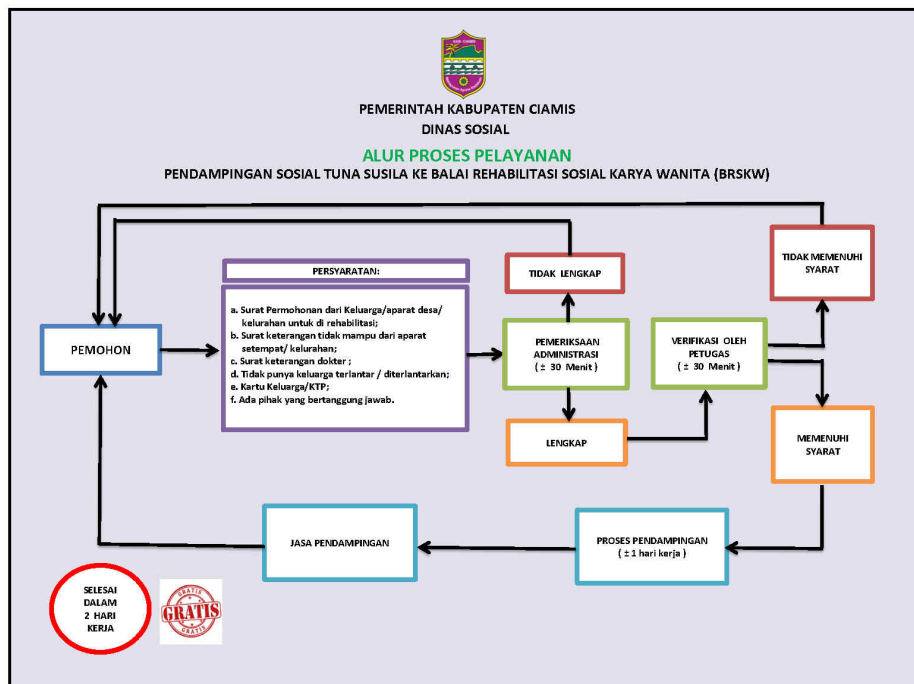 PEMERINTAH KABUPATEN CIAMIS
DINAS SOSIAL
ALUR PROSES PELAYANAN
PENDAMPINGAN SOSIAL TUNA SUSILA KE BALAI REHABILITASI SOSIAL KARYA WANITA (BRSKW)
TIDAK MEMENUHI
SYARAT
PERSYARATAN:
TIDAK LENGKAP
a. Surat Permohonan dari Keluarga/aparat desa/
kelurahan untuk di rehabilitasi;
b. Surat keterangan tidak mampu dari aparat
setempat/ kelurahan;
c. Surat keterangan dokter ;
d. Tidak punya keluarga terlantar / diterlantarkan;
e. Kartu Keluarga/KTP;
f. Ada pihak yang bertanggung jawab.
PEMOHON
PEMERIKSAAN
ADMINISTRASI
( ± 30 Menit )
VERIFIKASI OLEH
PETUGAS
( ± 30 Menit )
LENGKAP
MEMENUHI
SYARAT
JASA PENDAMPINGAN
PROSES PENDAMPINGAN
( ± 1 hari kerja )
SELESAI
DALAM
2 HARI
KERJA
GRATIS
GRATIS
GRATIS